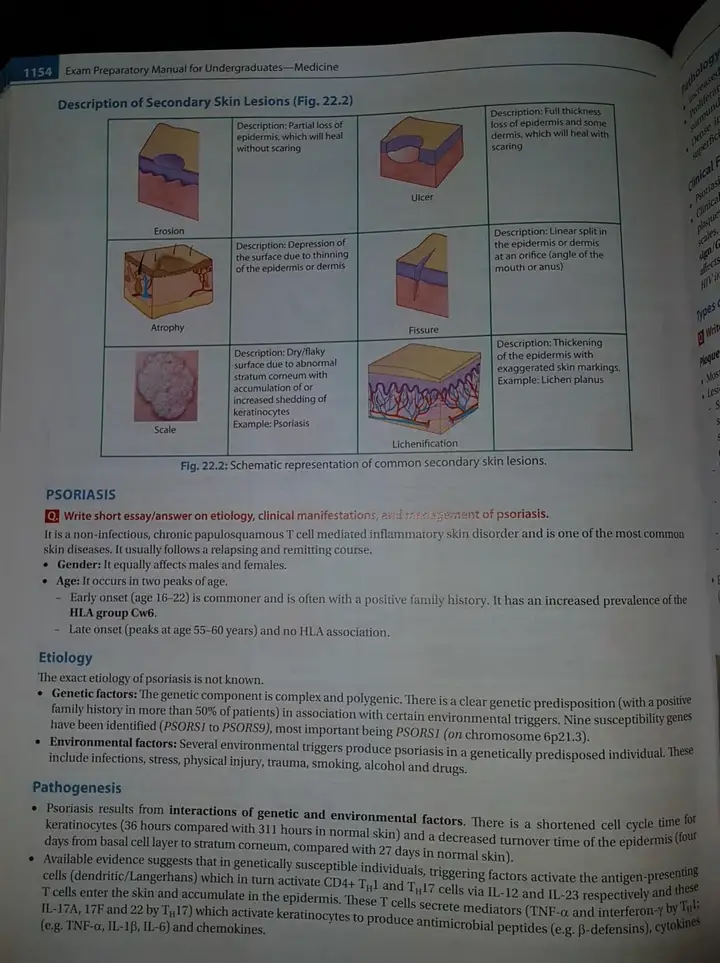 1154 Exam Preparatory Manual for Undergraduates—Medicine
Description of Secondary Skin Lesions (Fig. 22.2)
Erosion
Description: Partial loss of
epidermis, which will heal
without scaring
Ulcer
Description: Full thickness
loss of epidermis and some
dermis, which will heal with
scaring
Atrophy
Description: Depression of
the surface due to thinning
of the epidermis or dermis
Fissure
Description: Linear split in
the epidermis or dermis
at an orifice (angle of the
mouth or anus)
Scale
Description: Dry/flaky
surface due to abnormal
stratum corneum with
accumulation of or
increased shedding of
keratinocytes
Example: Psoriasis
Lichenification
Description: Thickening
of the epidermis with
exaggerated skin markings.
Example: Lichen planus
Fig. 22.2: Schematic representation of common secondary skin lesions.
PSORIASIS
Q. Write short essay/answer on etiology, clinical manifestations, and management of psoriasis.
It is a non-infectious, chronic papulosquamous T cell mediated inflammatory skin disorder and is one of the most common
skin diseases. It usually follows a relapsing and remitting course.
• Gender: It equally affects males and females.
• Age: It occurs in two peaks of age.
– Early onset (age 16–22) is commoner and is often with a positive family history. It has an increased prevalence of the
HLA group Cw6.
– Late onset (peaks at age 55–60 years) and no HLA association.
Etiology
The exact etiology of psoriasis is not known.
• Genetic factors: The genetic component is complex and polygenic. There is a clear genetic predisposition (with a positive
family history in more than 50% of patients) in association with certain environmental triggers. Nine susceptibility genes
have been identified (PSORS1 to PSORS9), most important being PSORS1 (on chromosome 6p21.3).
• Environmental factors: Several environmental triggers produce psoriasis in a genetically predisposed individual. These
include infections, stress, physical injury, trauma, smoking, alcohol and drugs.
Pathogenesis
• Psoriasis results from interactions of genetic and environmental factors. There is a shortened cell cycle time for
keratinocytes (36 hours compared with 311 hours in normal skin) and a decreased turnover time of the epidermis (four
days from basal cell layer to stratum corneum, compared with 27 days in normal skin).
• Available evidence suggests that in genetically susceptible individuals, triggering factors activate the antigen-presenting
cells (dendritic/Langerhans) which in turn activate CD4+ TH1 and TH17 cells via IL-12 and IL-23 respectively and these
T cells enter the skin and accumulate in the epidermis. These T cells secrete mediators (TNF-α and interferon-γ by TH1;
IL-17A, 17F and 22 by TH17) which activate keratinocytes to produce antimicrobial peptides (e.g. β-defensins), cytokines
(e.g. TNF-α, IL-1β, IL-6) and chemokines.
Pathology
Types